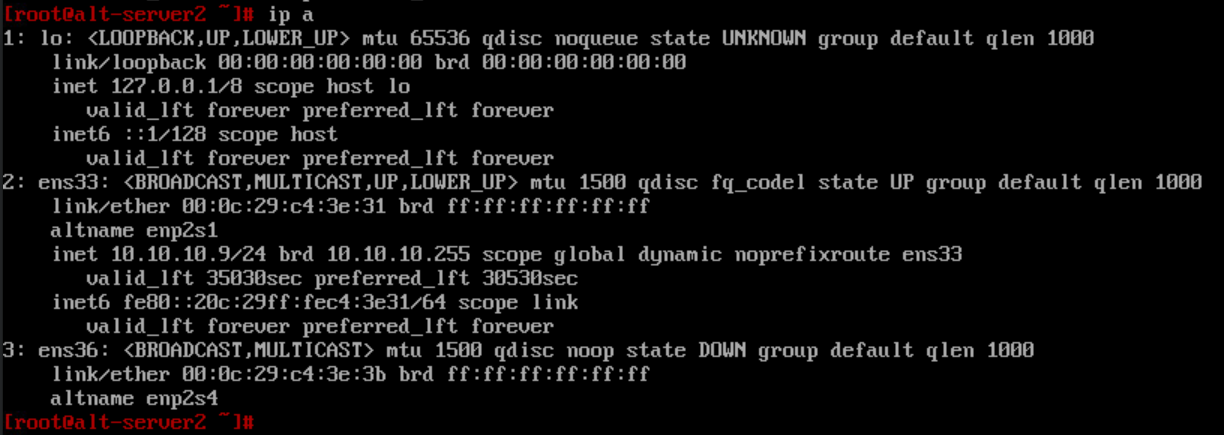 [root@alt-server2 ~]# ip a
1: lo: <LOOPBACK,UP,LOWER_UP> mtu 65536 qdisc noqueue state UNKNOWN group default qlen 1000
    link/loopback 00:00:00:00:00:00 brd 00:00:00:00:00:00
    inet 127.0.0.1/8 scope host lo
       valid_lft forever preferred_lft forever
    inet6 ::1/128 scope host
       valid_lft forever preferred_lft forever
2: ens33: <BROADCAST,MULTICAST,UP,LOWER_UP> mtu 1500 qdisc fq_codel state UP group default qlen 1000
    link/ether 00:0c:29:c4:3e:31 brd ff:ff:ff:ff:ff:ff
    altname enp2s1
    inet 10.10.10.9/24 brd 10.10.10.255 scope global dynamic noprefixroute ens33
       valid_lft 35030sec preferred_lft 30530sec
    inet6 fe80::20c:29ff:fec4:3e31/64 scope link
       valid_lft forever preferred_lft forever
3: ens36: <BROADCAST,MULTICAST> mtu 1500 qdisc noop state DOWN group default qlen 1000
    link/ether 00:0c:29:c4:3e:3b brd ff:ff:ff:ff:ff:ff
    altname enp2s4
[root@alt-server2 ~]#